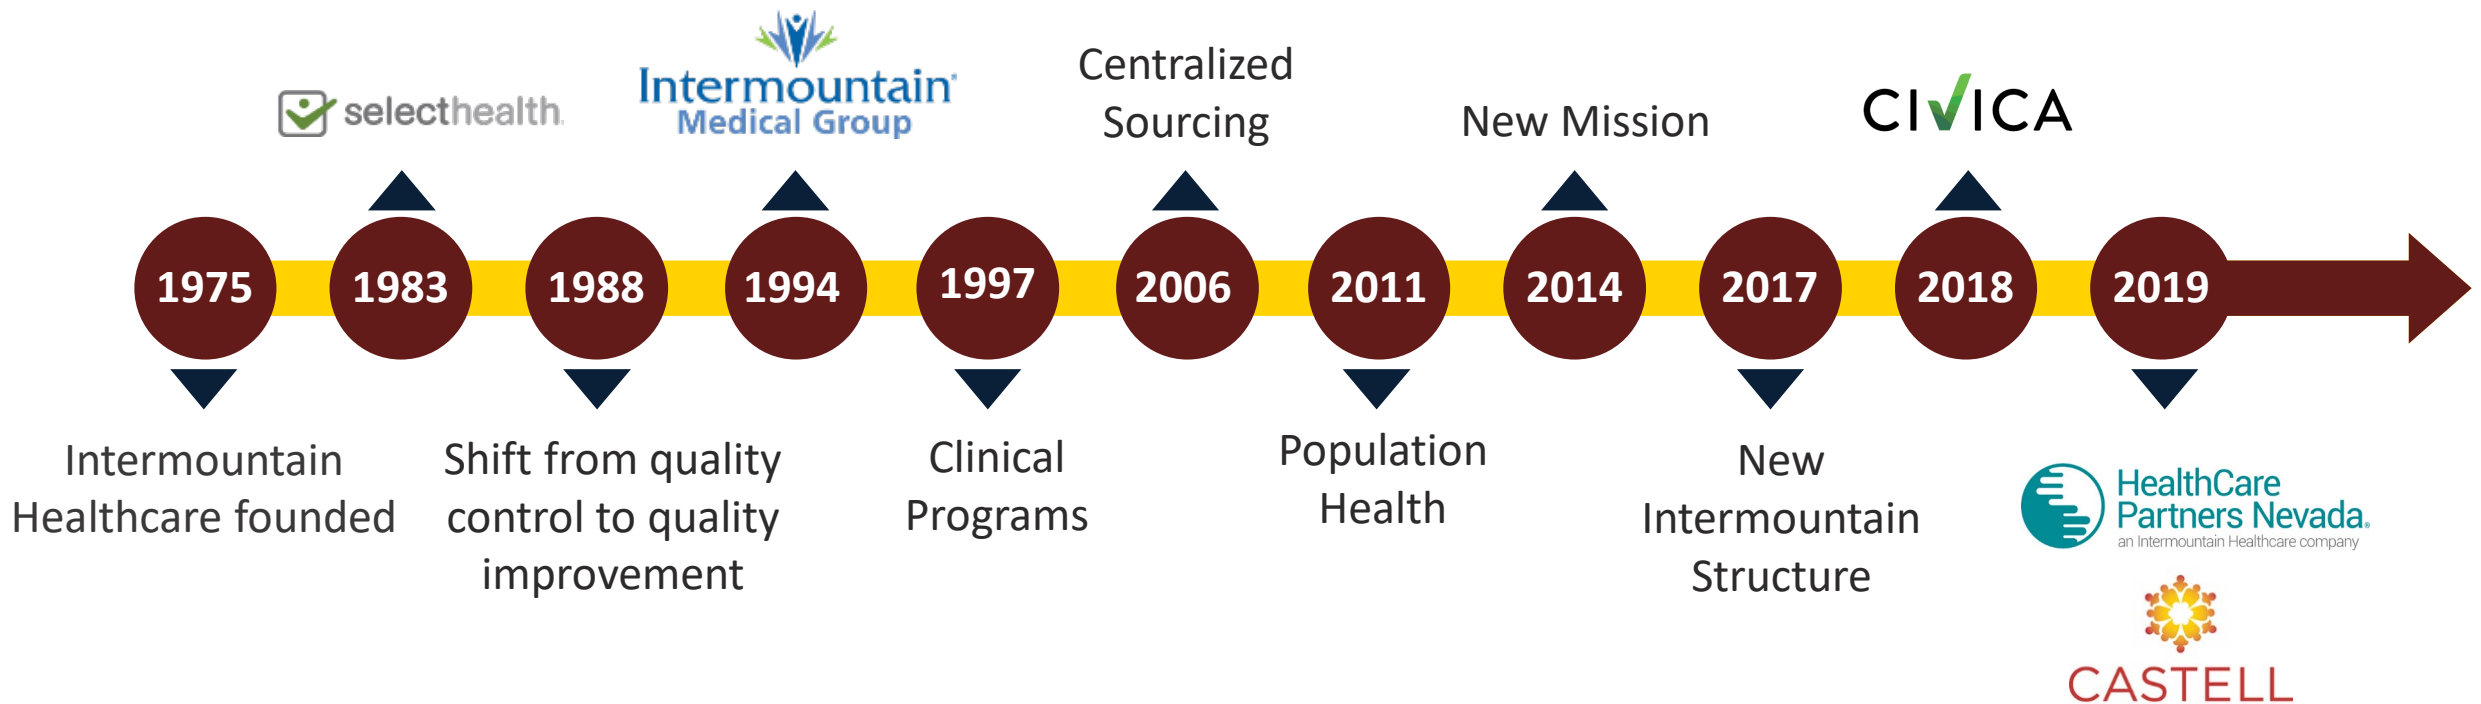 selecthealth.
Intermountain®
Medical Group
Centralized
Sourcing
New Mission
CIVICA
1975
1983
1988
1994
1997
2006
2011
2014
2017
2018
2019
Intermountain
Healthcare founded
Shift from quality
control to quality
improvement
Clinical
Programs
Population
Health
New
Intermountain
Structure
HealthCare
Partners Nevada®
an Intermountain Healthcare company
CASTELL